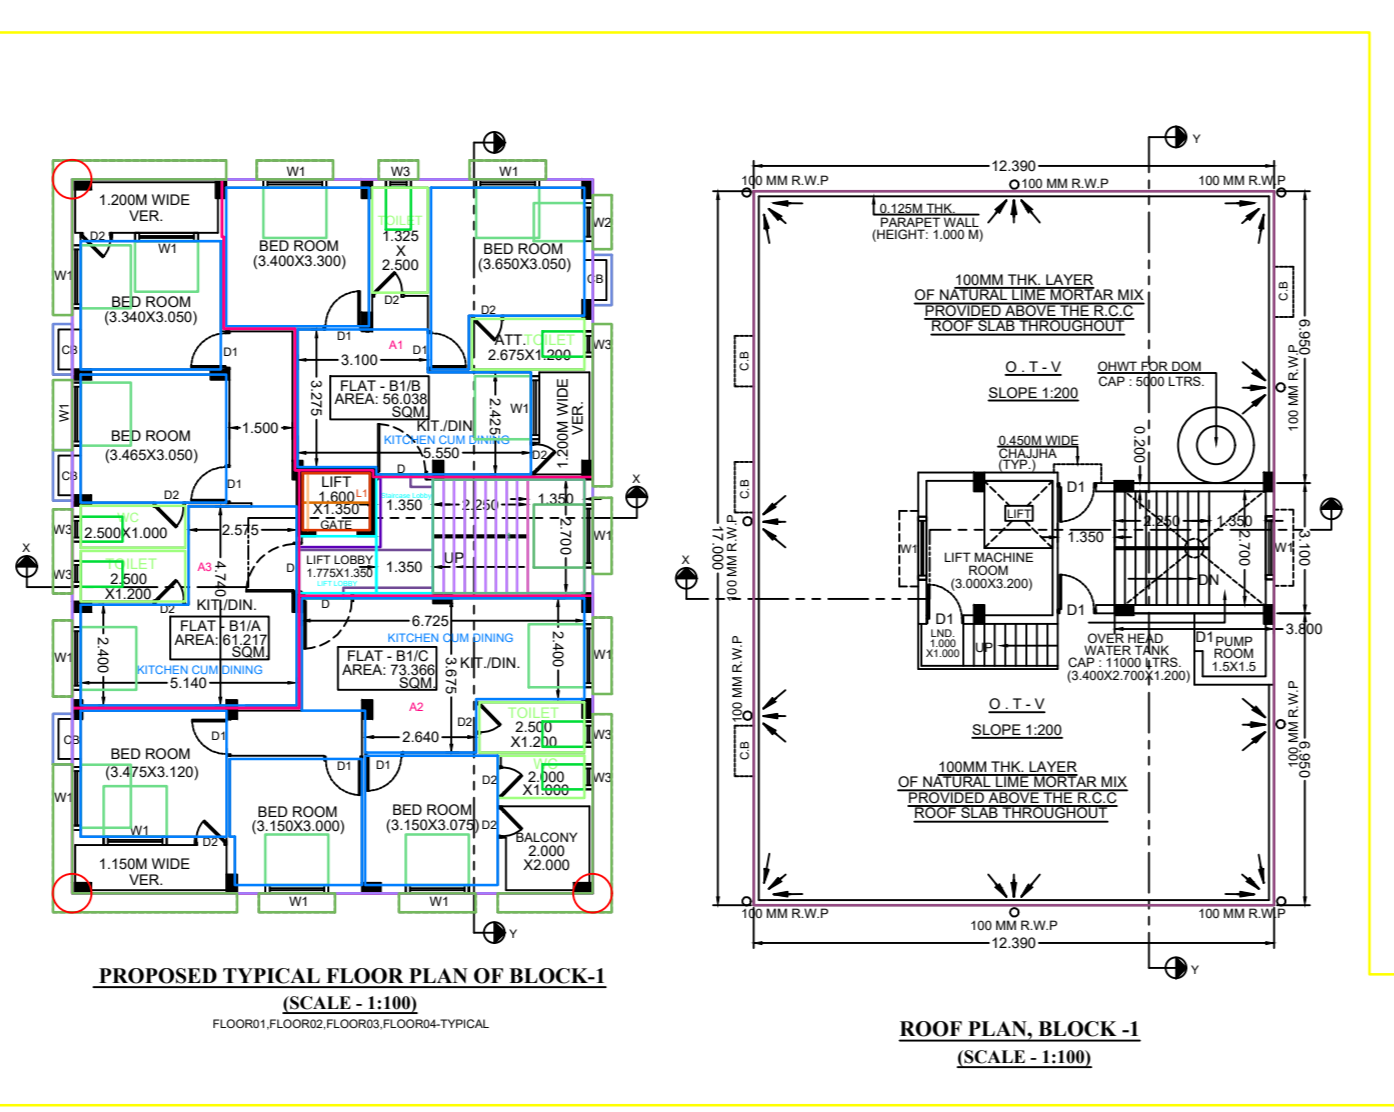 W1
W3
W1
1.200M WIDE
VER.
D2
W1
W1
BED ROOM
(3.400X3.300)
TOILET
1.325
X
2.500
D2
BED ROOM
(3.650X3.050)
W2
CB
BED ROOM
(3.340X3.050)
D1
D1
D1
D2
A1
3.100
ATT.TOILET
2.675X1.200
W3
CB
W1
BED ROOM
(3.465X3.050)
D1
D2
CB
1.500
3.275
FLAT - B1/B
AREA: 56.038
SQM.
KIT./DIN.
KITCHEN CUM DINING
5.550
2.425
W1
1.200M WIDE
VER.
D2
D
LIFT
1.600
X1.350
GATE
L1
Staircase Lobby
1.350
2.250
1.350
2.700
W1
X
LIFT LOBBY
1.775X1.350
LIFT LOBBY
1.350
UP
W3
WC
2.500X1.000
TOILET
2.500
X1.200
W3
D2
X
2.575
A3
4.740
D
KIT./DIN.
FLAT - B1/A
AREA: 61.217
SQM.
KITCHEN CUM DINING
5.140
2.400
W1
D
6.725
KITCHEN CUM DINING
KIT./DIN.
FLAT - B1/C
AREA: 73.366
SQM.
3.675
2.400
W1
A2
2.640
D2
TOILET
2.500
X1.200
W3
WC
2.000
X1.000
W3
D2
D2
CB
BED ROOM
(3.475X3.120)
D1
D1
D1
W1
W1
D2
BED ROOM
(3.150X3.000)
BED ROOM
(3.150X3.075)
BALCONY
2.000
X2.000
1.150M WIDE
VER.
W1
W1
Y
PROPOSED TYPICAL FLOOR PLAN OF BLOCK-1
(SCALE - 1:100)
FLOOR01,FLOOR02,FLOOR03,FLOOR04-TYPICAL
Y
12.390
100 MM R.W.P
100 MM R.W.P
100 MM R.W.P
0.125M THK.
PARAPET WALL
(HEIGHT: 1.000 M)
100MM THK. LAYER
OF NATURAL LIME MORTAR MIX
PROVIDED ABOVE THE R.C.C
ROOF SLAB THROUGHOUT
C.B
6.950
C.B
O . T - V
SLOPE 1:200
OHWT FOR DOM
CAP : 5000 LTRS.
100 MM R.W.P
0.450M WIDE
CHAJJHA
(TYP.)
0.200
C.B
17.000
100 MM R.W.P
D1
LIFT
W1
LIFT MACHINE
ROOM
(3.000X3.200)
1.350
2.250
1.350
2.700
W1
3.100
DN
X
D1
D1
LND.
1.000
X1.000
UP
OVER HEAD
WATER TANK
CAP : 11000 LTRS.
(3.400X2.700X1.200)
D1
PUMP
ROOM
1.5X1.5
3.800
100 MM R.W.P
C.B
O . T - V
SLOPE 1:200
100 MM R.W.P
6.950
100MM THK. LAYER
OF NATURAL LIME MORTAR MIX
PROVIDED ABOVE THE R.C.C
ROOF SLAB THROUGHOUT
100 MM R.W.P
100 MM R.W.P
100 MM R.W.P
12.390
Y
ROOF PLAN, BLOCK -1
(SCALE - 1:100)